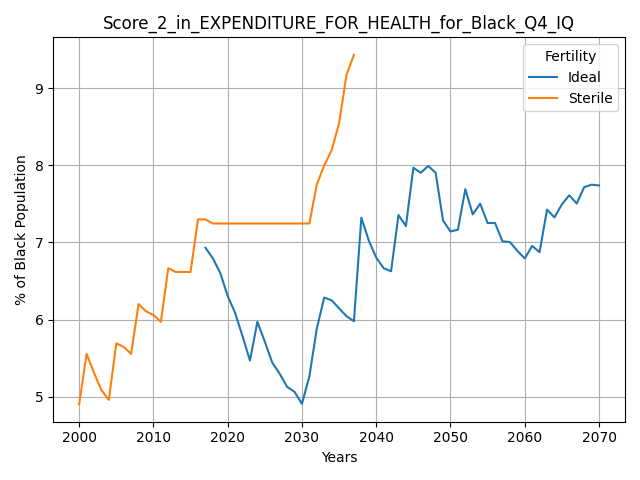 Score_2_in_EXPENDITURE_FOR_HEALTH_for_Black_Q4_IQ
Fertility
Ideal
Sterile
% of Black Population
9
8
7
6
5
2000 2010 2020 2030 2040 2050 2060 2070
Years